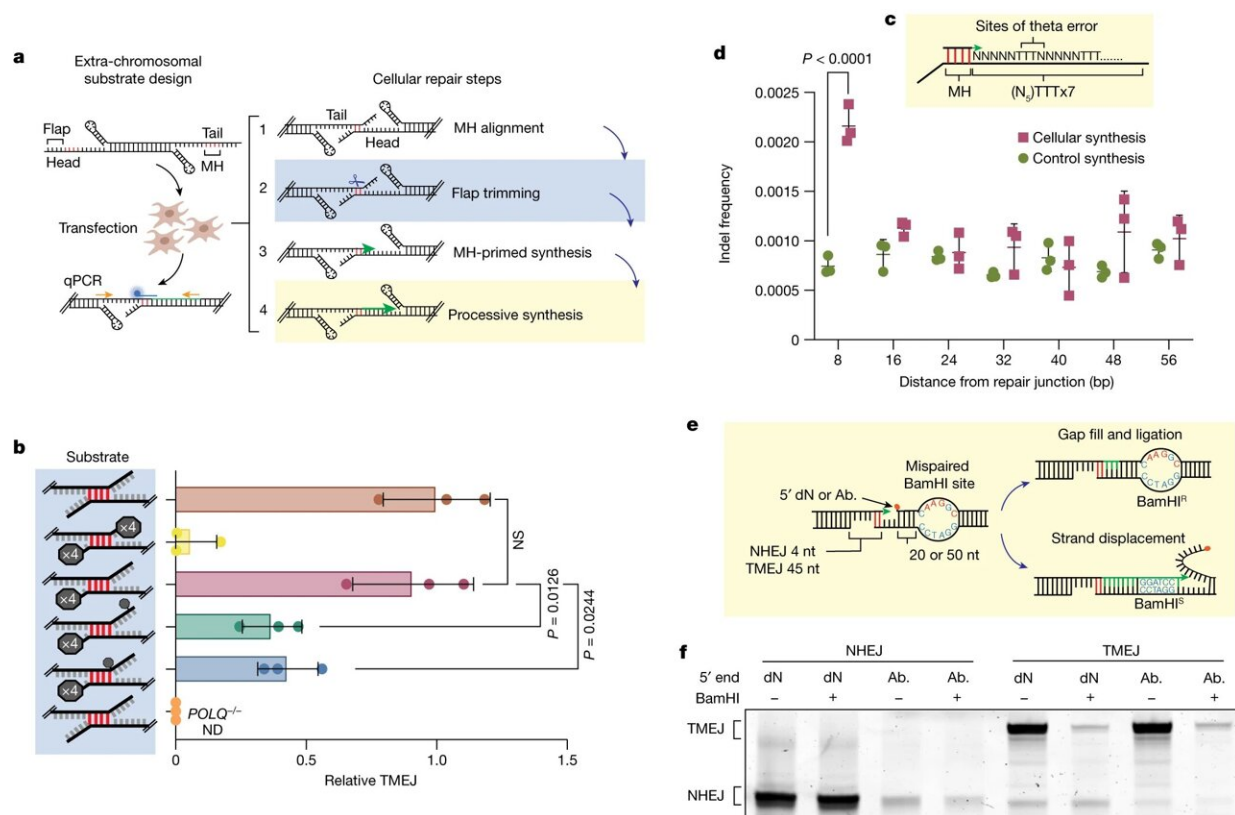 a
Extra-chromosomal
substrate design
Flap
Head
Tail
MH
Transfection
qPCR
Cellular repair steps
1
Tail
Head
MH alignment
2
Flap trimming
3
MH-primed synthesis
4
Processive synthesis
b
Substrate
×4
×4
×4
×4
×4
NS
P = 0.0126
P = 0.0244
POLQ−/−
ND
0 0.5 1.0 1.5
Relative TMEJ
c
Sites of theta error
NNNNNTTTNNNNNTTT.......
MH
(N5)TTTx7
d
P < 0.0001
Indel frequency
0.0025
0.0020
0.0015
0.0010
0.0005
0
Cellular synthesis
Control synthesis
8 16 24 32 40 48 56
Distance from repair junction (bp)
e
Mispaired
BamHI site
5′ dN or Ab.
CAAGGC
CCTAGG
NHEJ 4 nt
TMEJ 45 nt
20 or 50 nt
Gap fill and ligation
CAAGGC
CCTAGG
BamHIR
Strand displacement
GGATCC
CCTAGG
BamHIS
f
NHEJ TMEJ
5′ end dN dN Ab. Ab. dN dN Ab. Ab.
BamHI − + − + − + − +
TMEJ
NHEJ